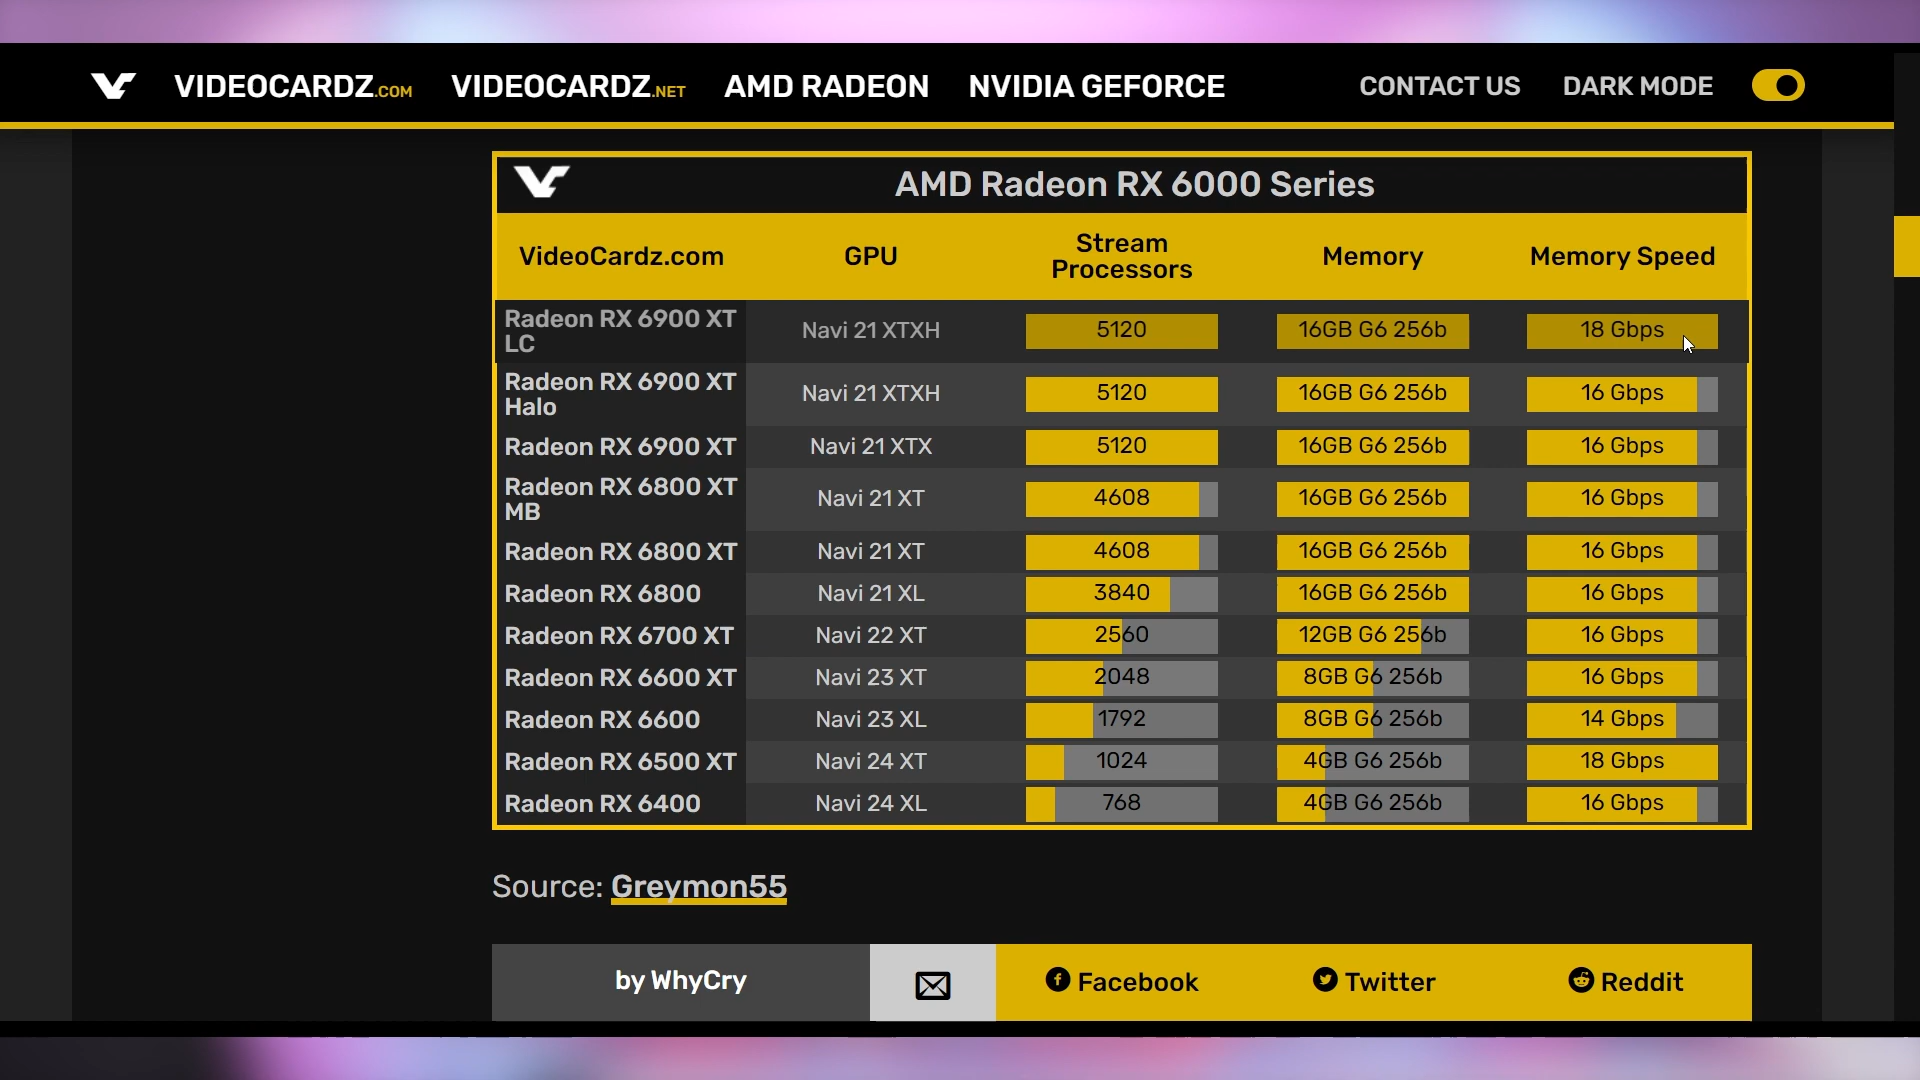 VIDEOCARDZ.COM VIDEOCARDZ.NET AMD RADEON NVIDIA GEFORCE CONTACT US DARK MODE
AMD Radeon RX 6000 Series
VideoCardz.com GPU Stream Processors Memory Memory Speed
Radeon RX 6900 XT LC Navi 21 XTXH 5120 16GB G6 256b 18 Gbps
Radeon RX 6900 XT Halo Navi 21 XTXH 5120 16GB G6 256b 16 Gbps
Radeon RX 6900 XT Navi 21 XTX 5120 16GB G6 256b 16 Gbps
Radeon RX 6800 XT MB Navi 21 XT 4608 16GB G6 256b 16 Gbps
Radeon RX 6800 XT Navi 21 XT 4608 16GB G6 256b 16 Gbps
Radeon RX 6800 Navi 21 XL 3840 16GB G6 256b 16 Gbps
Radeon RX 6700 XT Navi 22 XT 2560 12GB G6 256b 16 Gbps
Radeon RX 6600 XT Navi 23 XT 2048 8GB G6 256b 16 Gbps
Radeon RX 6600 Navi 23 XL 1792 8GB G6 256b 14 Gbps
Radeon RX 6500 XT Navi 24 XT 1024 4GB G6 256b 18 Gbps
Radeon RX 6400 Navi 24 XL 768 4GB G6 256b 16 Gbps
Source: Greymon55
by WhyCry Facebook Twitter Reddit